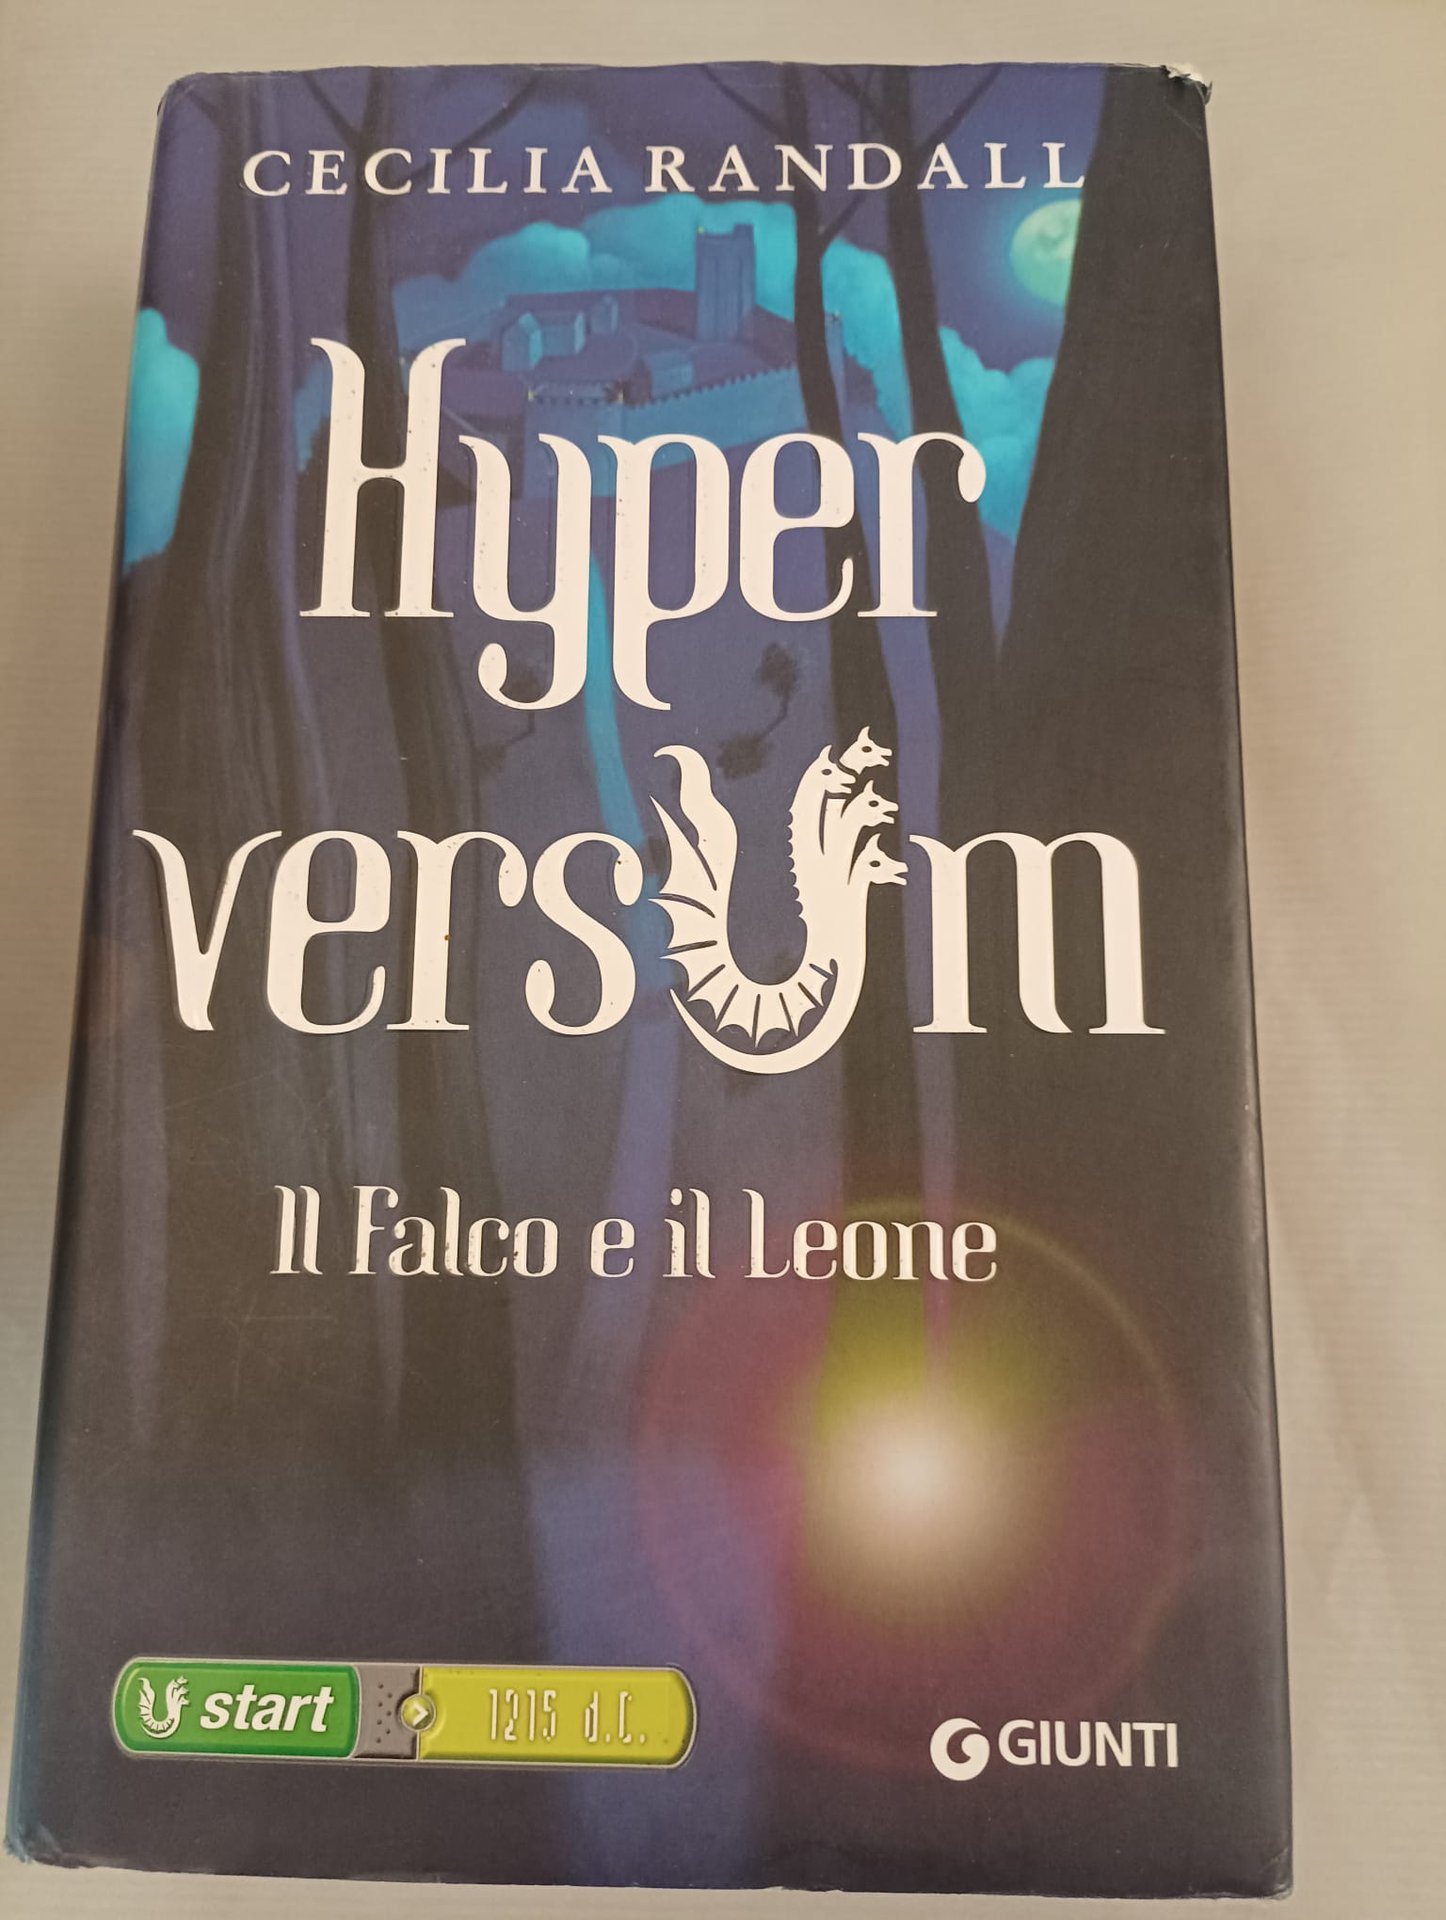 CECILIA RANDALL
Hyper
versUm
Il Falco e il Leone
start 1215 d.C.
GIUNTI